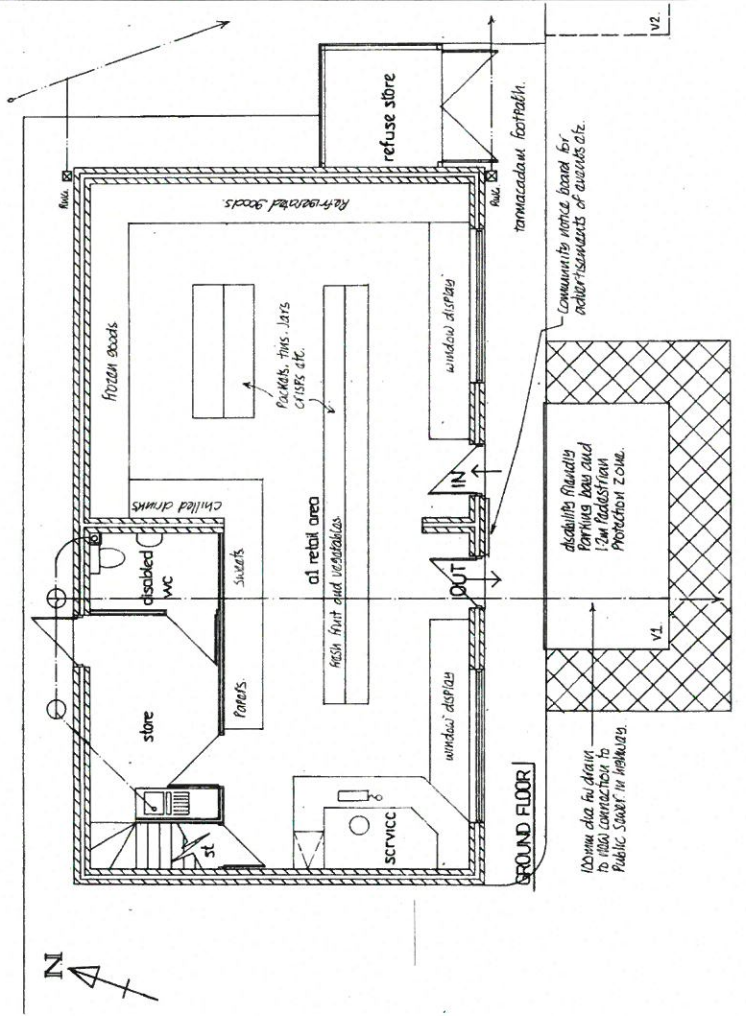 N
V2.
refuse store
RWG.
RWG.
tarmacadam footpath.
Refrigerated goods.
frozen goods
Packets, tins, Jars
crisps etc.
window display
community notice board for
advertisements of events etc.
chilled drinks
IN
OUT
disabled
wc
sweets
a1 retail area
fresh fruit and vegetables.
disability friendly
Parking bay and
1·2m Pedestrian
Protection Zone.
V1.
store
Papers.
window display
st
service
GROUND FLOOR
100mm dia fw drain
to new connection to
Public Sewer in highway.